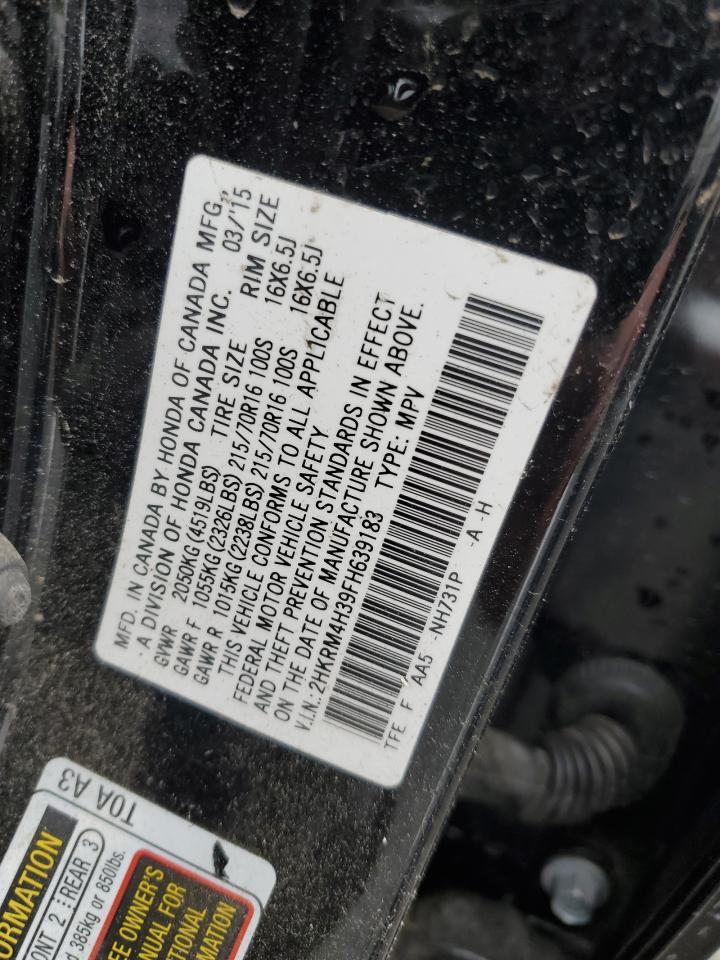 MFD. IN CANADA BY HONDA OF CANADA MFG.,
A DIVISION OF HONDA CANADA INC. 03/'15
GVWR 2050KG(4519LBS) TIRE SIZE RIM SIZE
GAWR F 1055KG(2326LBS) 215/70R16 100S 16X6.5J
GAWR R 1015KG(2238LBS) 215/70R16 100S 16X6.5J
THIS VEHICLE CONFORMS TO ALL APPLICABLE
FEDERAL MOTOR VEHICLE SAFETY
AND THEFT PREVENTION STANDARDS IN EFFECT
ON THE DATE OF MANUFACTURE SHOWN ABOVE.
V.I.N.: 2HKRM4H39FH639183 TYPE: MPV
TFE F AA5 -NH731P -A -H
T0A A3
ORMATION
ONT 2 REAR 3
d 385kg or 850lbs.
EE OWNER'S
NUAL FOR
TIONAL
MATION